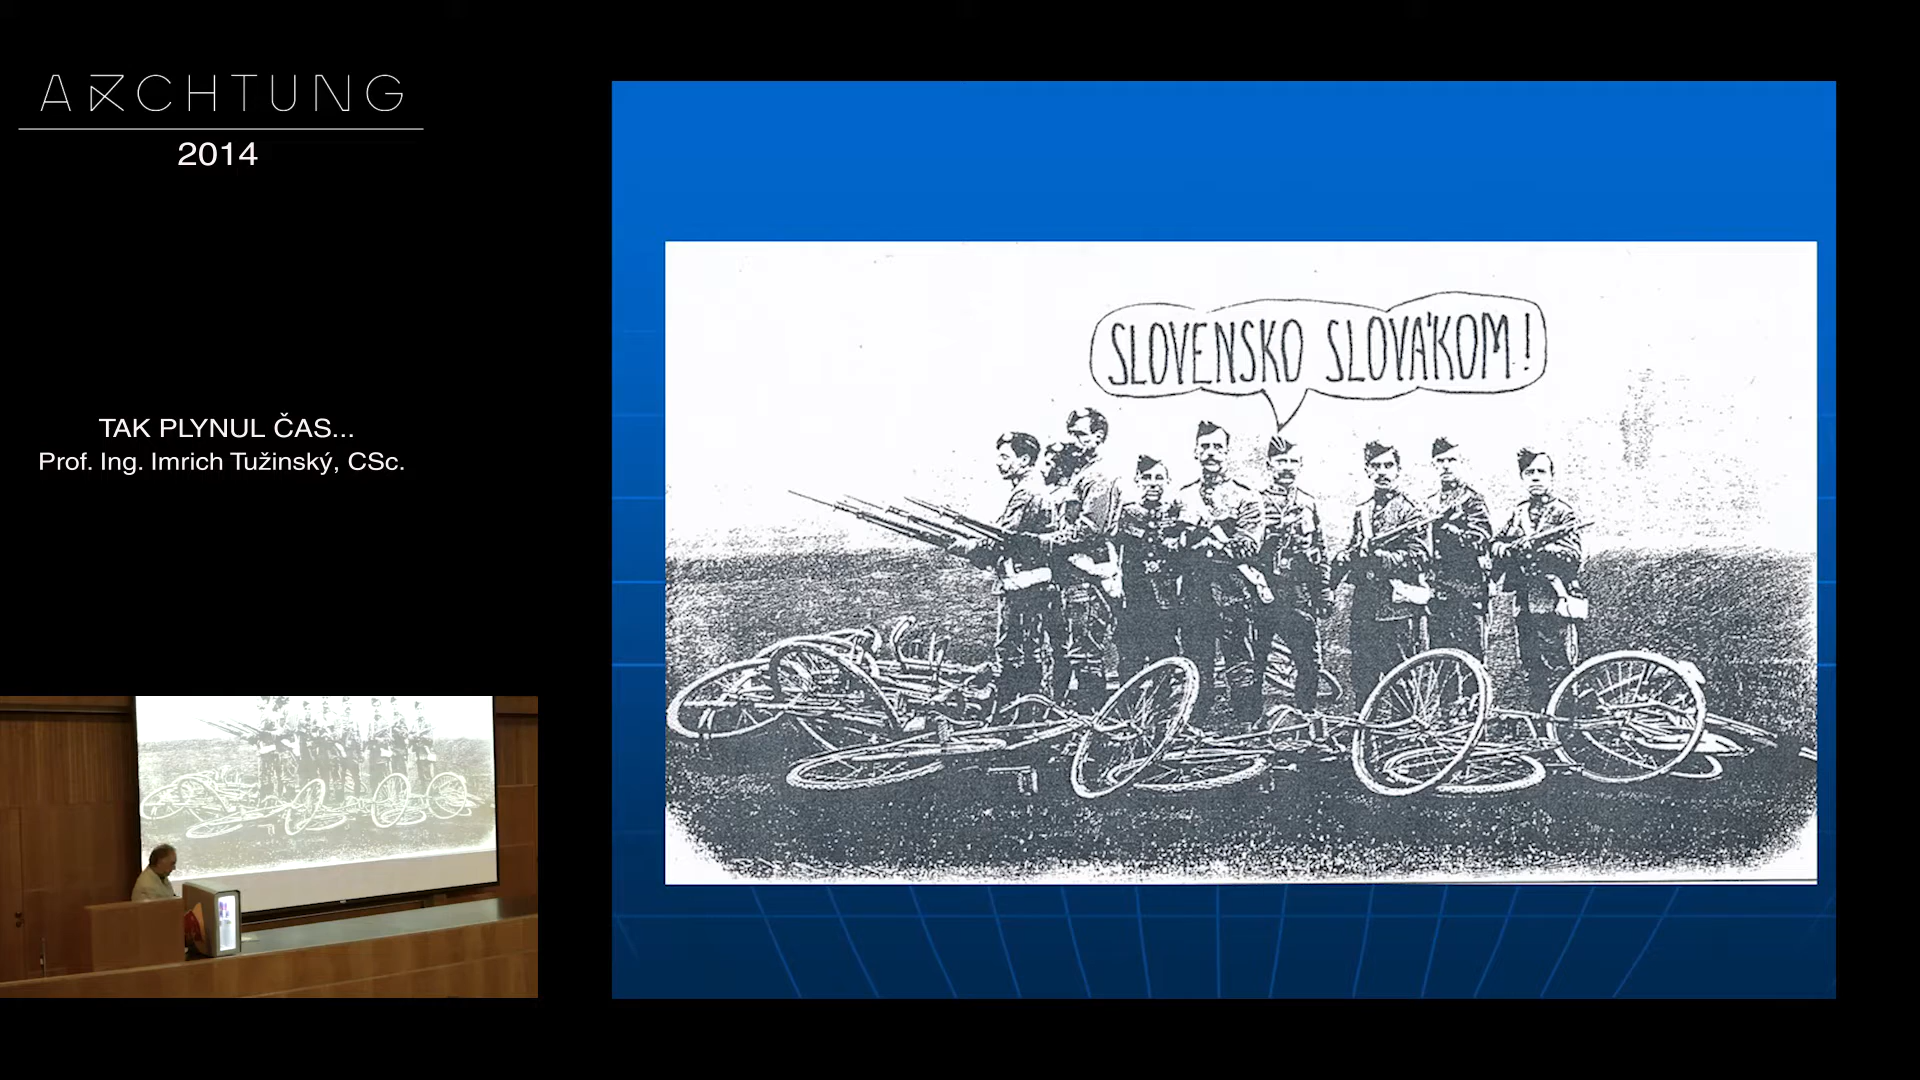 ARCHTUNG
2014
TAK PLYNUL ČAS...
Prof. Ing. Imrich Tužinský, CSc.
SLOVENSKO SLOVÁKOM!